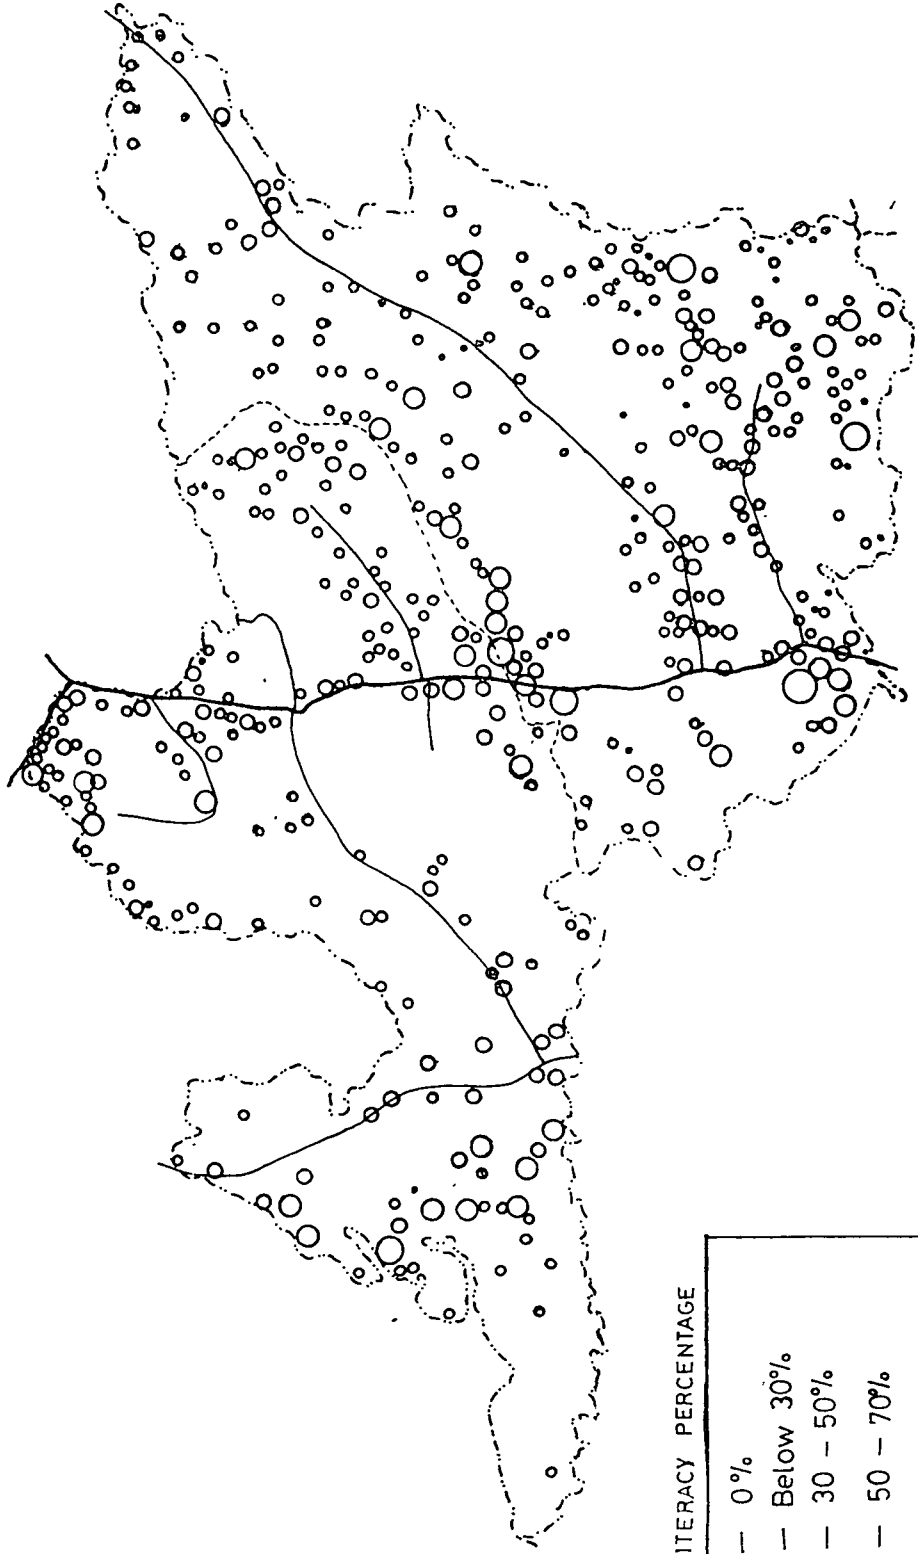 ITERACY PERCENTAGE
— 0%
— Below 30%
— 30 – 50%
— 50 – 70%